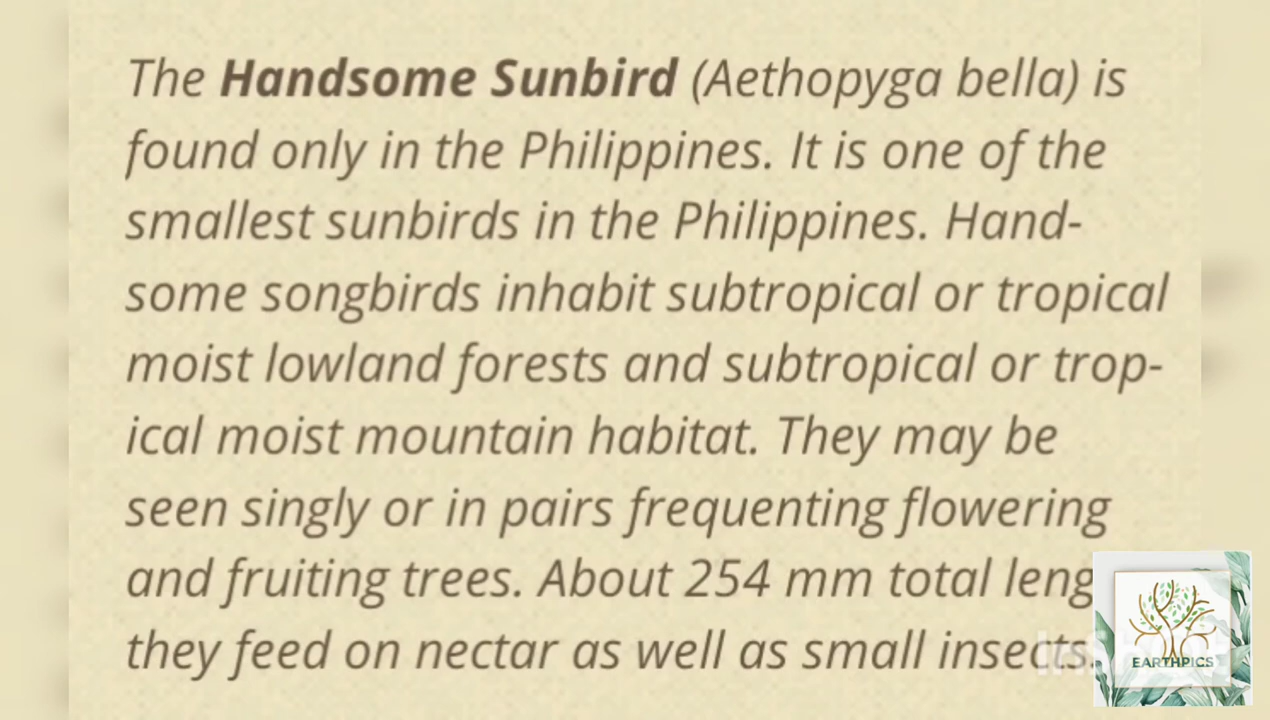 The Handsome Sunbird (Aethopyga bella) is
found only in the Philippines. It is one of the
smallest sunbirds in the Philippines. Hand-
some songbirds inhabit subtropical or tropical
moist lowland forests and subtropical or trop-
ical moist mountain habitat. They may be
seen singly or in pairs frequenting flowering
and fruiting trees. About 254 mm total leng
they feed on nectar as well as small insects.
EARTHPICS